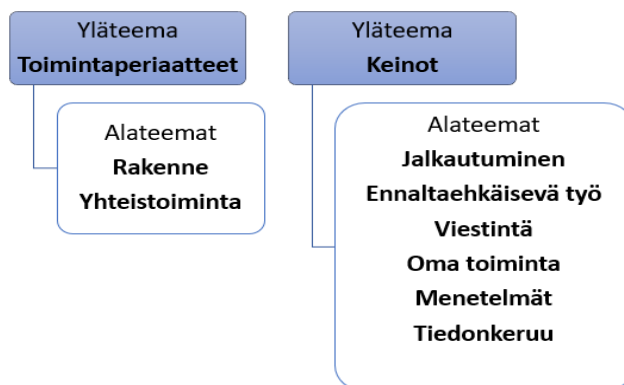 Yläteema
Toimintaperiaatteet
Alateemat
Rakenne
Yhteistoiminta
Yläteema
Keinot
Alateemat
Jalkautuminen
Ennaltaehkäisevä työ
Viestintä
Oma toiminta
Menetelmät
Tiedonkeruu